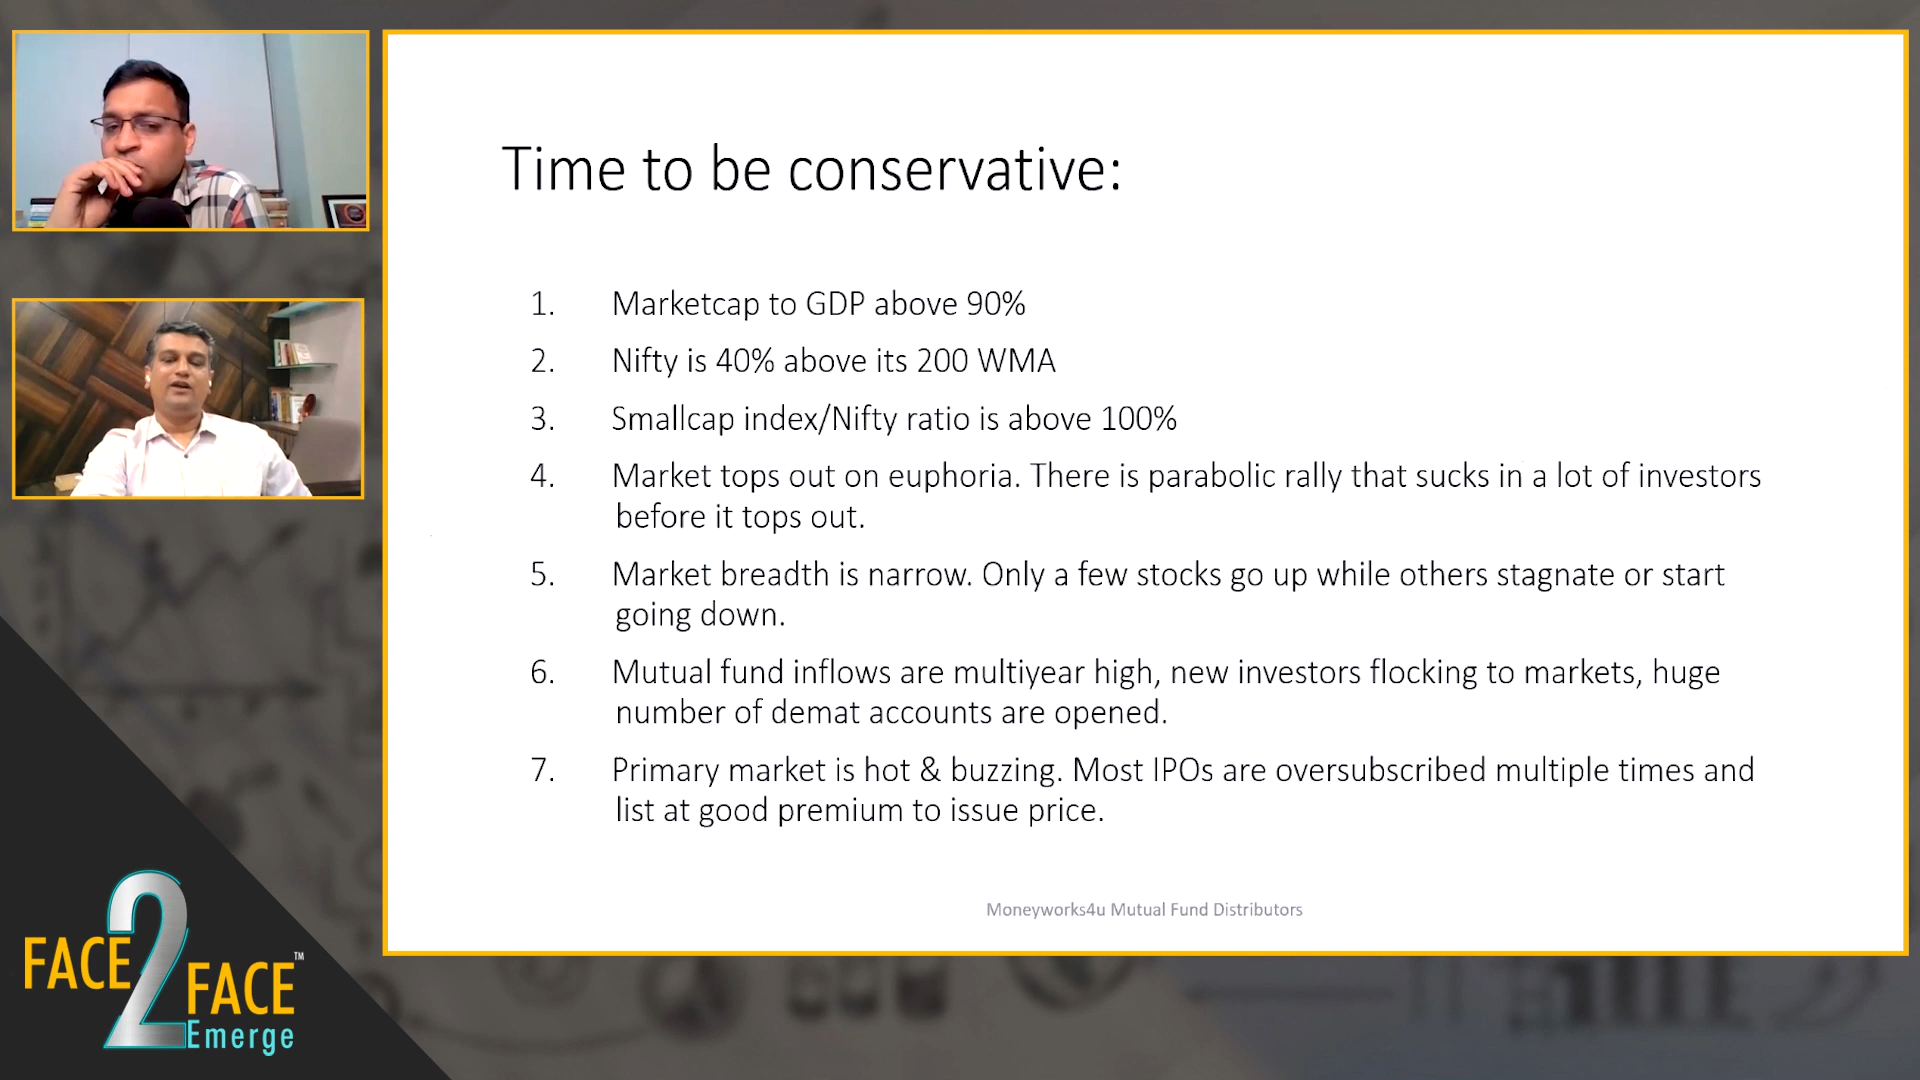 Time to be conservative:
1. Marketcap to GDP above 90%
2. Nifty is 40% above its 200 WMA
3. Smallcap index/Nifty ratio is above 100%
4. Market tops out on euphoria. There is parabolic rally that sucks in a lot of investors
before it tops out.
5. Market breadth is narrow. Only a few stocks go up while others stagnate or start
going down.
6. Mutual fund inflows are multiyear high, new investors flocking to markets, huge
number of demat accounts are opened.
7. Primary market is hot & buzzing. Most IPOs are oversubscribed multiple times and
list at good premium to issue price.
Moneyworks4u Mutual Fund Distributors
FACE 2 FACE™
Emerge